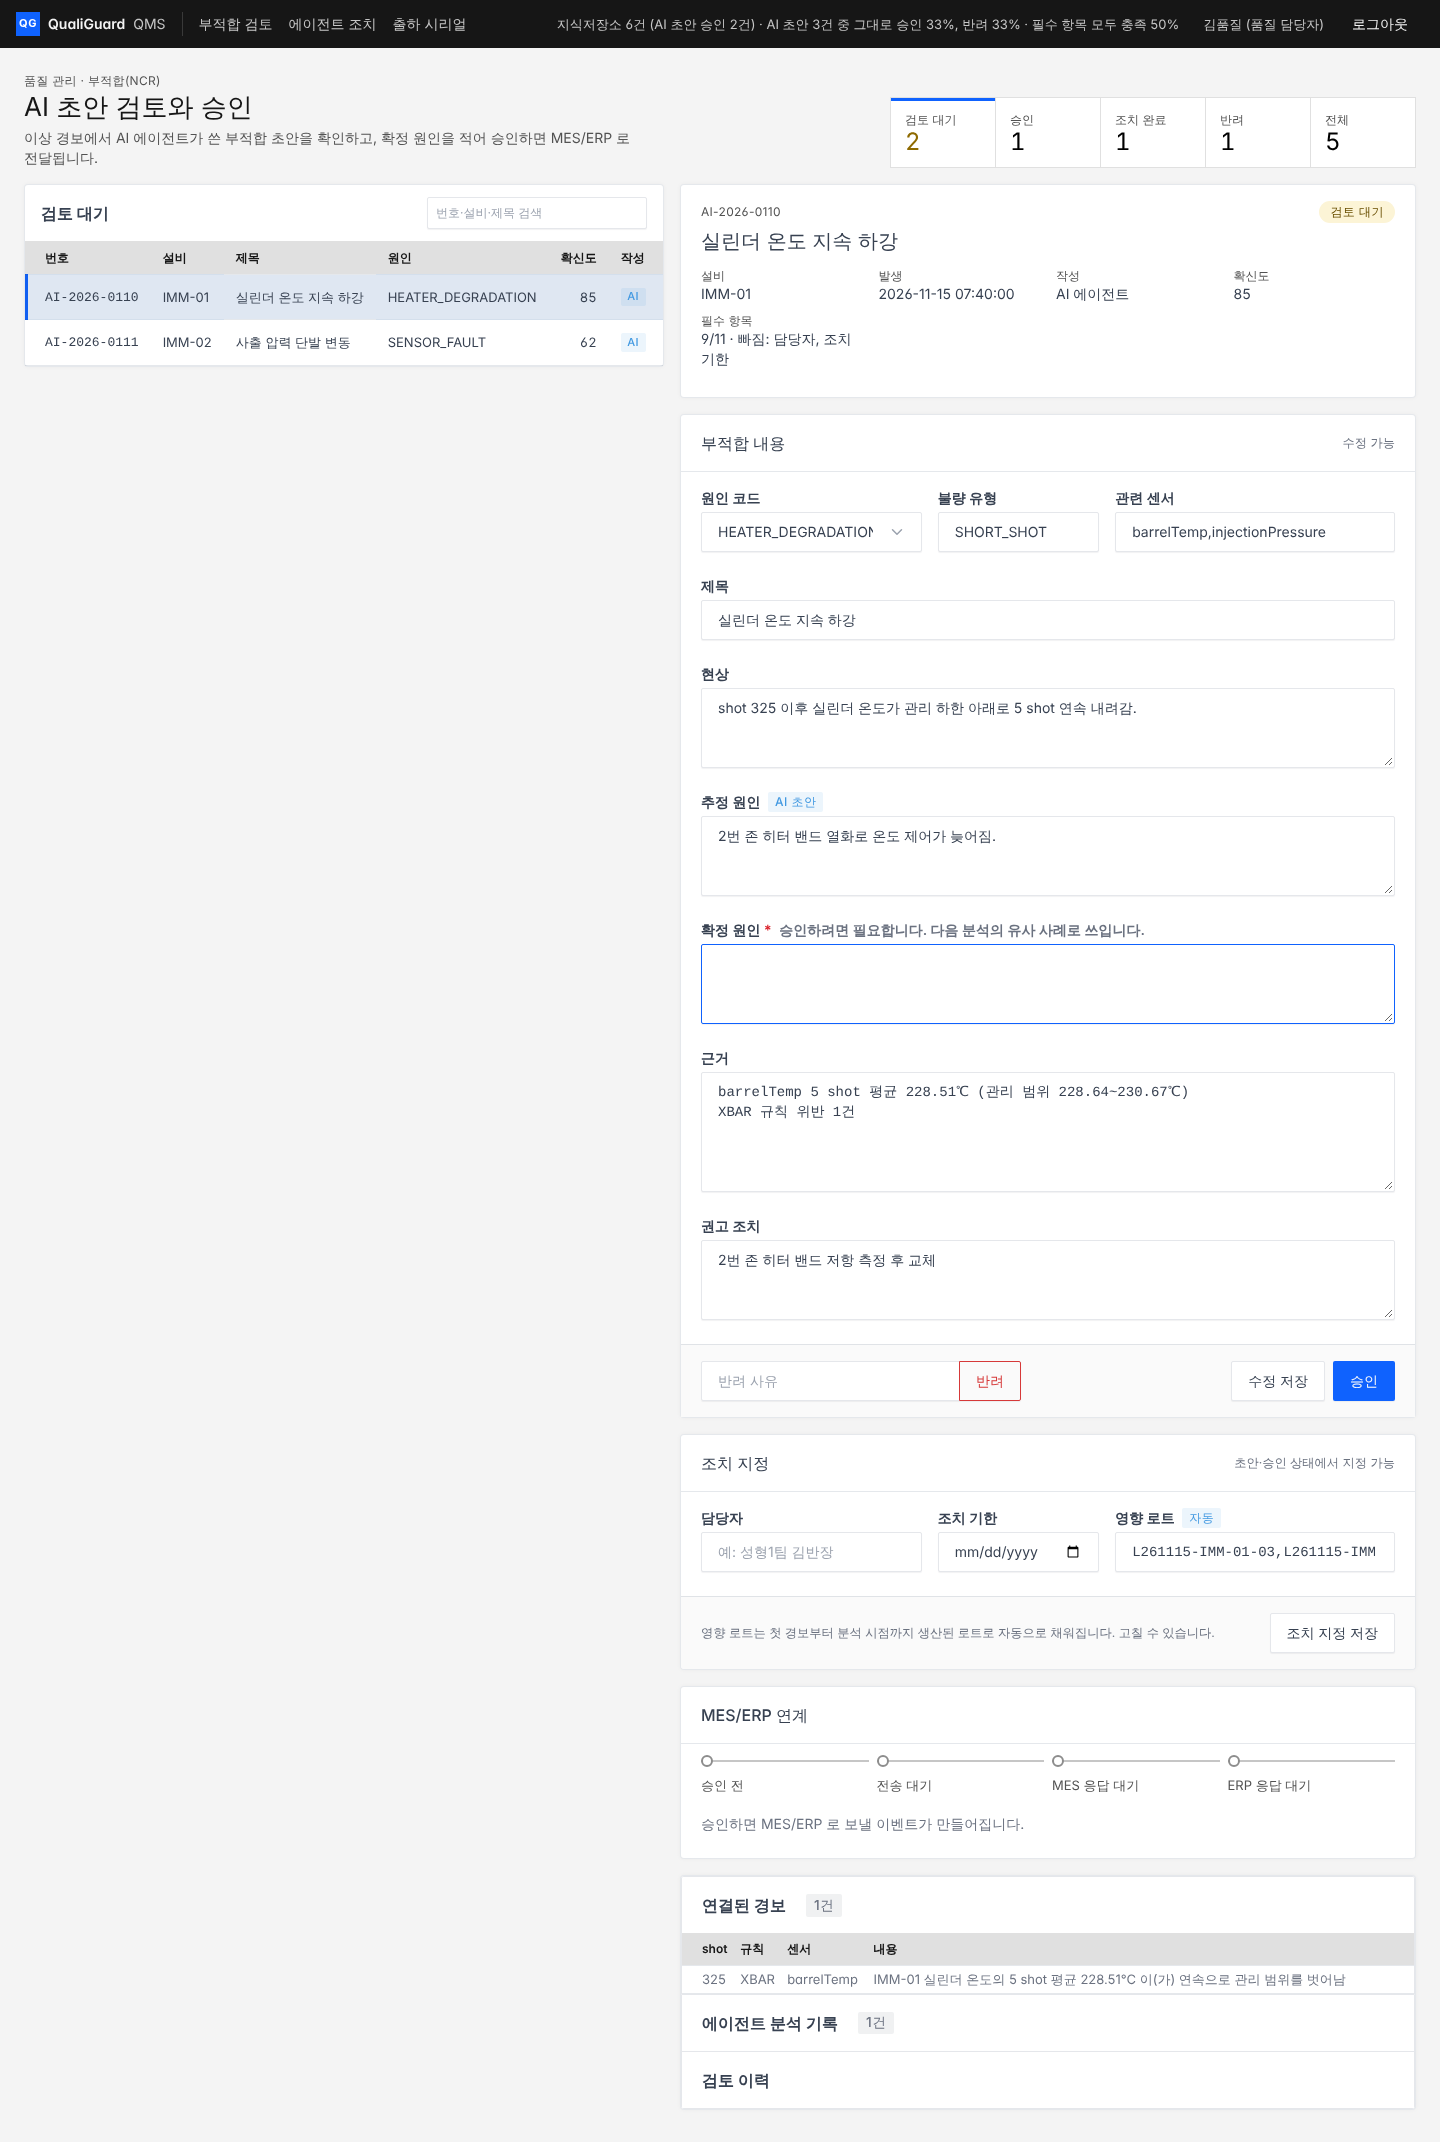 QG QualiGuard QMS 부적합 검토 에이전트 조치 출하 시리얼 지식저장소 6건 (AI 초안 승인 2건) · AI 초안 3건 중 그대로 승인 33%, 반려 33% · 필수 항목 모두 충족 50% 김품질 (품질 담당자) 로그아웃
품질 관리 · 부적합(NCR)
AI 초안 검토와 승인
이상 경보에서 AI 에이전트가 쓴 부적합 초안을 확인하고, 확정 원인을 적어 승인하면 MES/ERP 로
전달됩니다.
검토 대기 승인 조치 완료 반려 전체
2 1 1 1 5
검토 대기 번호·설비·제목 검색
번호 설비 제목 원인 확신도 작성
AI-2026-0110 IMM-01 실린더 온도 지속 하강 HEATER_DEGRADATION 85 AI
AI-2026-0111 IMM-02 사출 압력 단발 변동 SENSOR_FAULT 62 AI
AI-2026-0110 검토 대기
실린더 온도 지속 하강
설비 발생 작성 확신도
IMM-01 2026-11-15 07:40:00 AI 에이전트 85
필수 항목
9/11 · 빠짐: 담당자, 조치
기한
부적합 내용 수정 가능
원인 코드 불량 유형 관련 센서
HEATER_DEGRADATION SHORT_SHOT barrelTemp,injectionPressure
제목
실린더 온도 지속 하강
현상
shot 325 이후 실린더 온도가 관리 하한 아래로 5 shot 연속 내려감.
추정 원인 AI 초안
2번 존 히터 밴드 열화로 온도 제어가 늦어짐.
확정 원인 * 승인하려면 필요합니다. 다음 분석의 유사 사례로 쓰입니다.
근거
barrelTemp 5 shot 평균 228.51℃ (관리 범위 228.64~230.67℃)
XBAR 규칙 위반 1건
권고 조치
2번 존 히터 밴드 저항 측정 후 교체
반려 사유 반려 수정 저장 승인
조치 지정 초안·승인 상태에서 지정 가능
담당자 조치 기한 영향 로트 자동
예: 성형1팀 김반장 mm/dd/yyyy L261115-IMM-01-03,L261115-IMM
영향 로트는 첫 경보부터 분석 시점까지 생산된 로트로 자동으로 채워집니다. 고칠 수 있습니다. 조치 지정 저장
MES/ERP 연계
승인 전 전송 대기 MES 응답 대기 ERP 응답 대기
승인하면 MES/ERP 로 보낼 이벤트가 만들어집니다.
연결된 경보 1건
shot 규칙 센서 내용
325 XBAR barrelTemp IMM-01 실린더 온도의 5 shot 평균 228.51°C 이(가) 연속으로 관리 범위를 벗어남
에이전트 분석 기록 1건
검토 이력